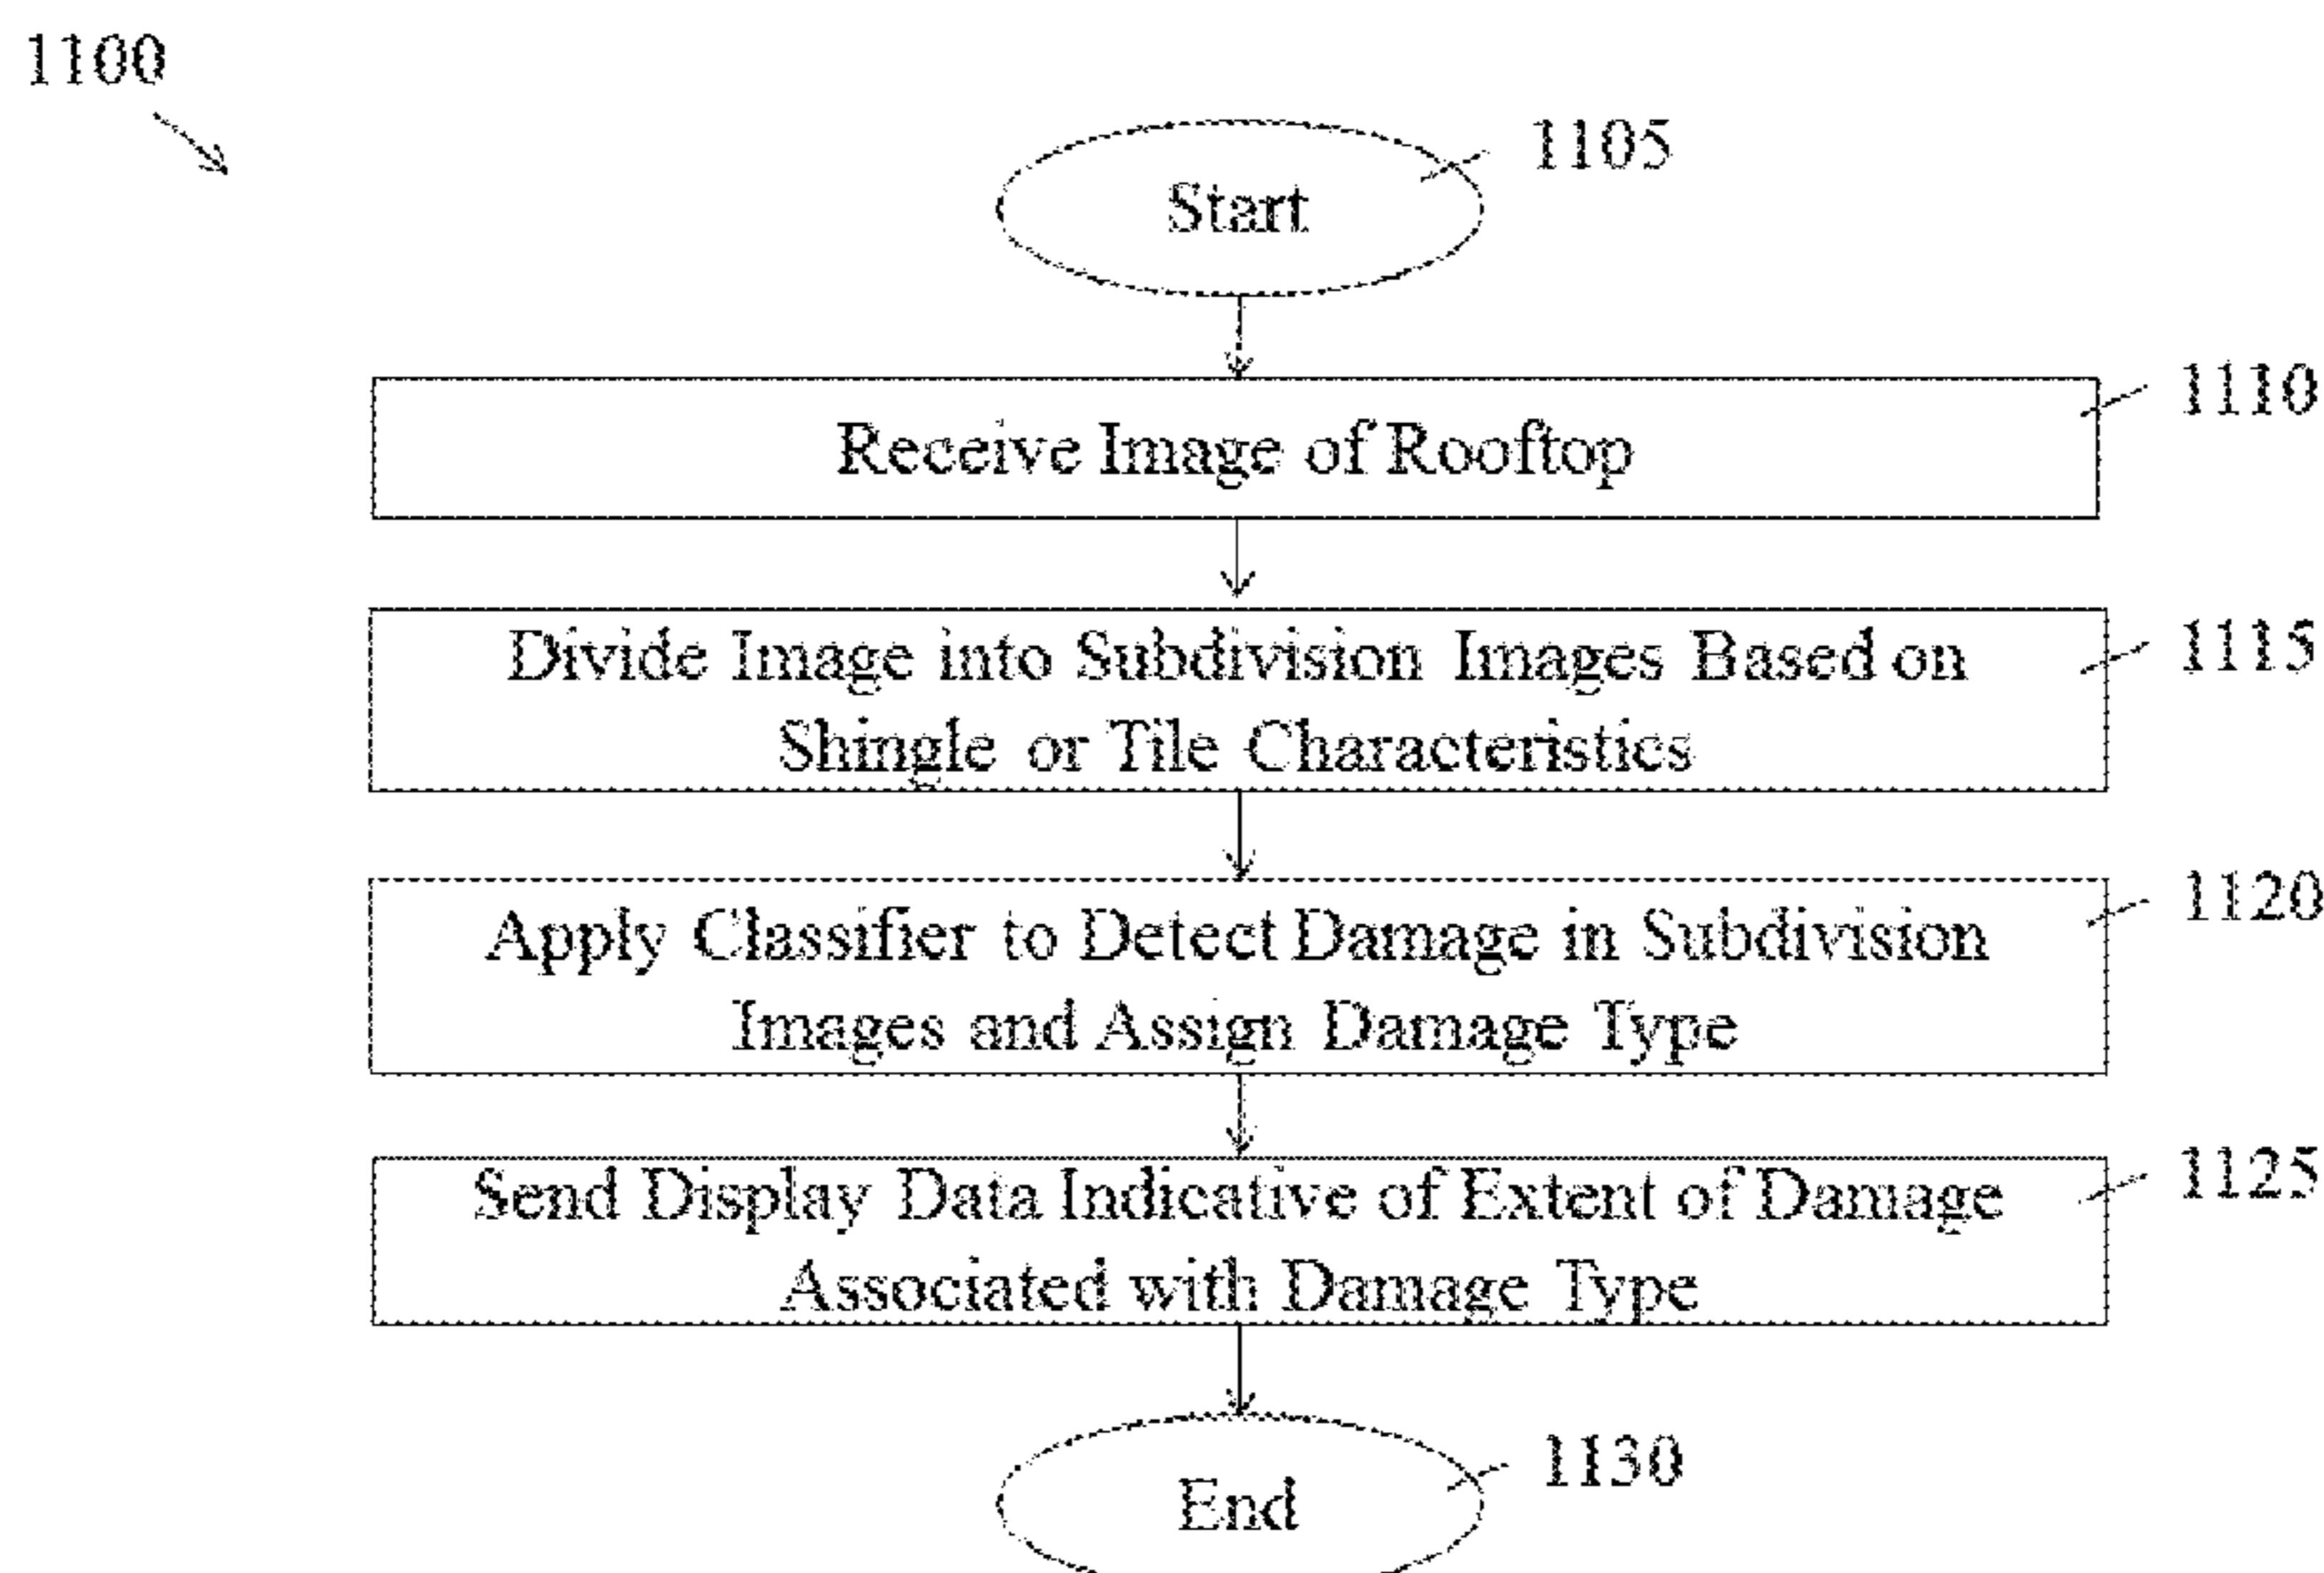 1100
1105
Start
1110
Receive Image of Rooftop
1115
Divide Image into Subdivision Images Based on
Shingle or Tile Characteristics
1120
Apply Classifier to Detect Damage in Subdivision
Images and Assign Damage Type
1125
Send Display Data Indicative of Extent of Damage
Associated with Damage Type
1130
End